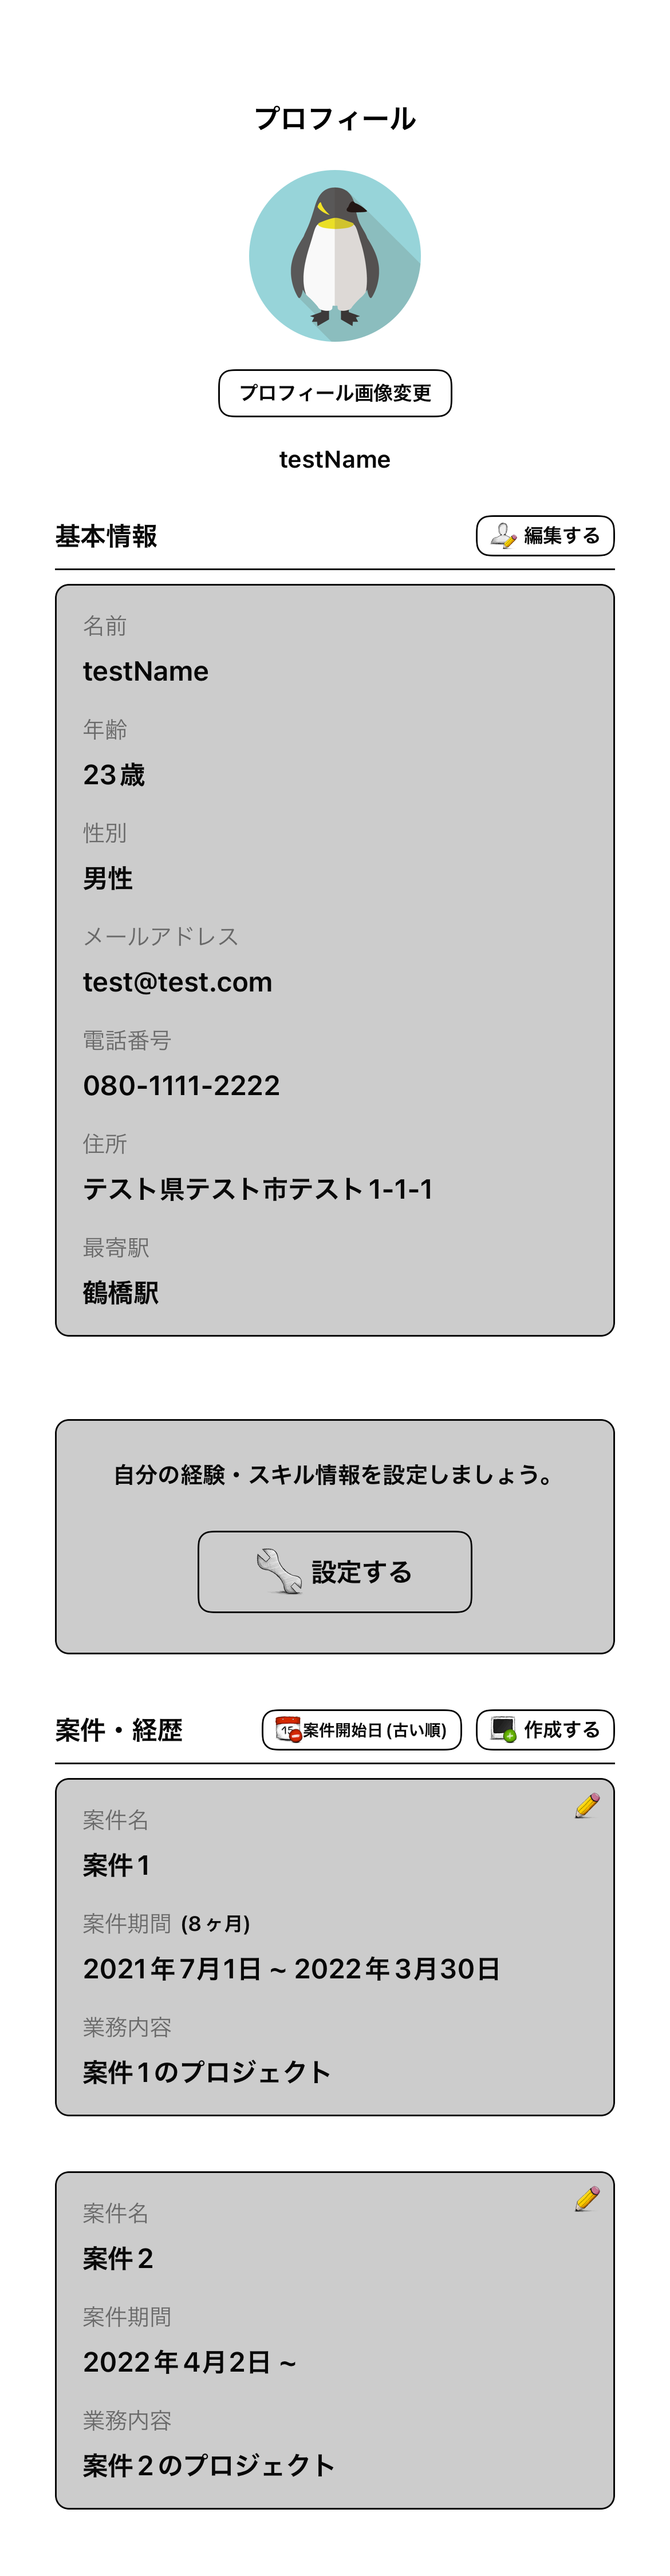 プロフィール
プロフィール画像変更
testName
基本情報
編集する
名前
testName
年齢
23歳
性別
男性
メールアドレス
test@test.com
電話番号
080-1111-2222
住所
テスト県テスト市テスト1-1-1
最寄駅
鶴橋駅
自分の経験・スキル情報を設定しましょう。
設定する
案件・経歴
15
案件開始日(古い順)
作成する
案件名
案件1
案件期間 (8ヶ月)
2021年7月1日 ~ 2022年3月30日
業務内容
案件1のプロジェクト
案件名
案件2
案件期間
2022年4月2日 ~
業務内容
案件2のプロジェクト